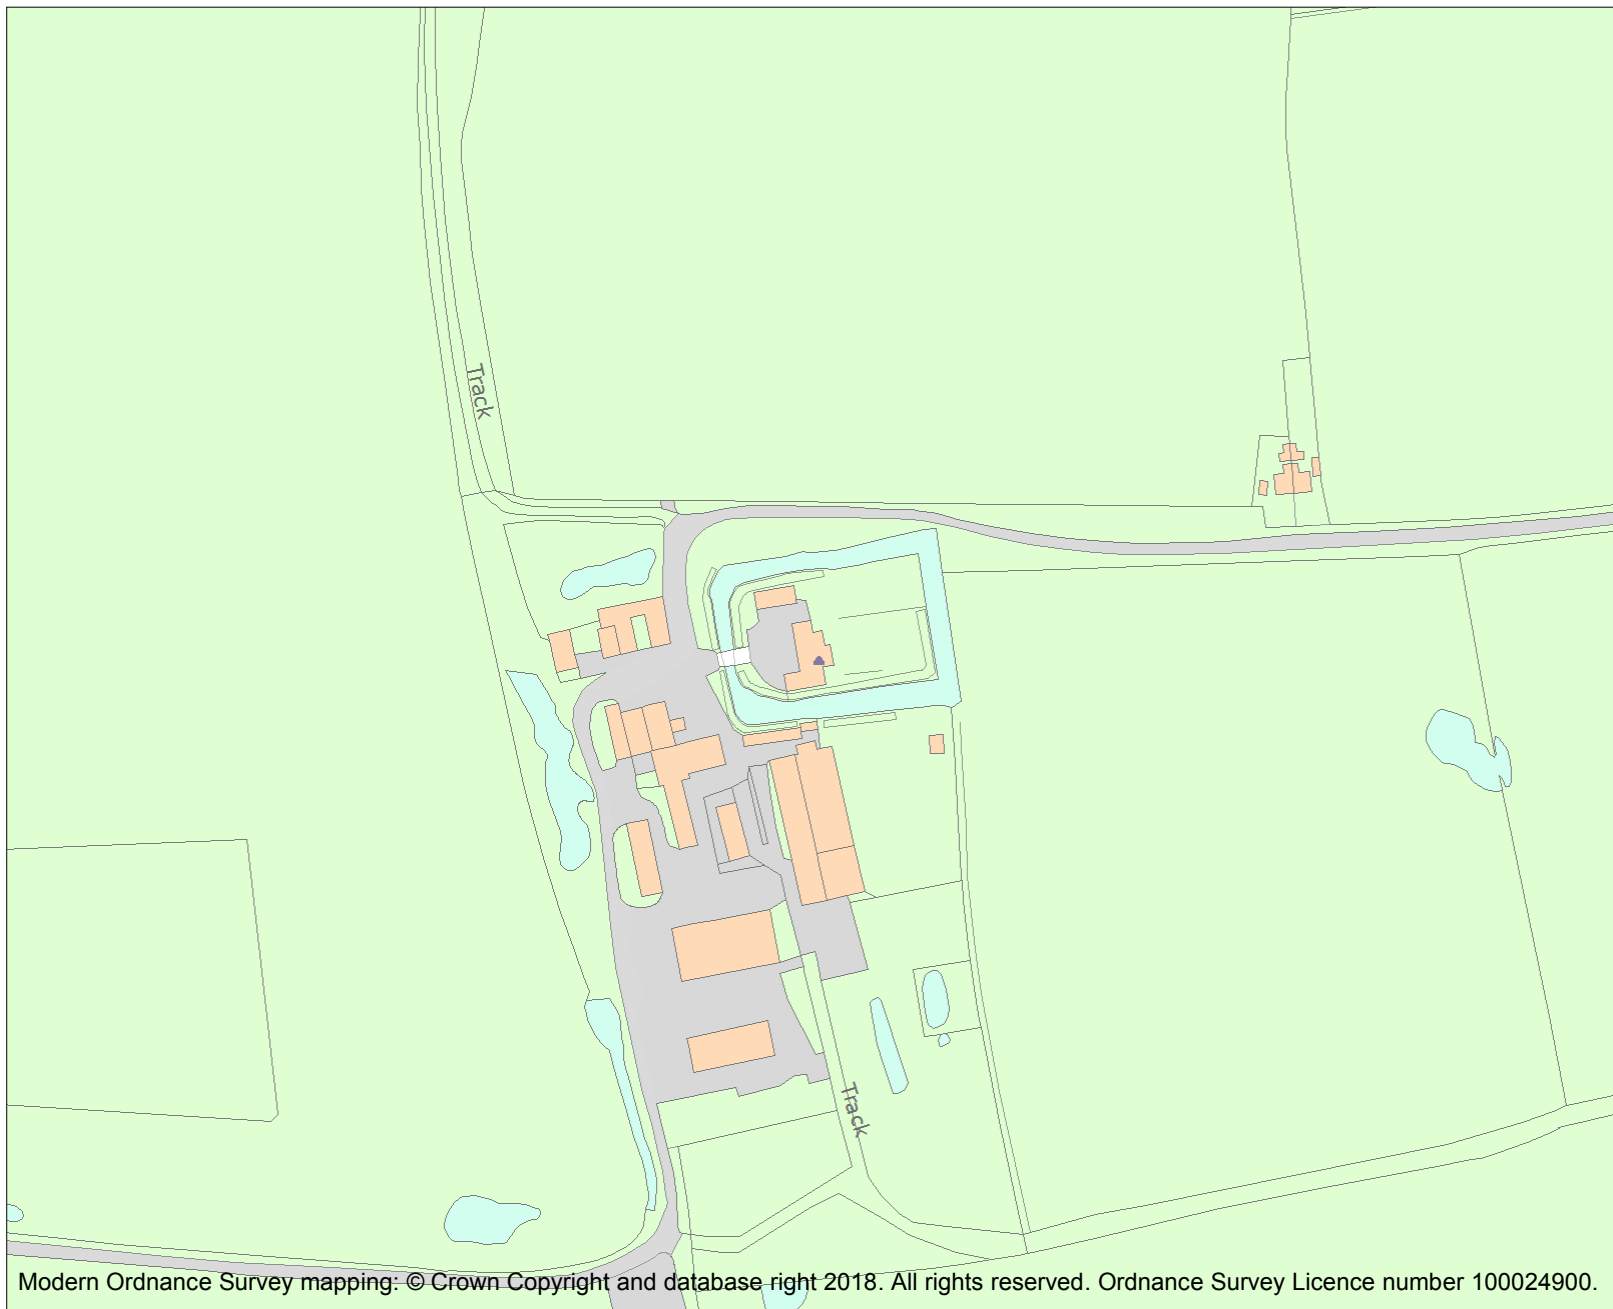 Track
Track
Modern Ordnance Survey mapping: © Crown Copyright and database right 2018. All rights reserved. Ordnance Survey Licence number 100024900.